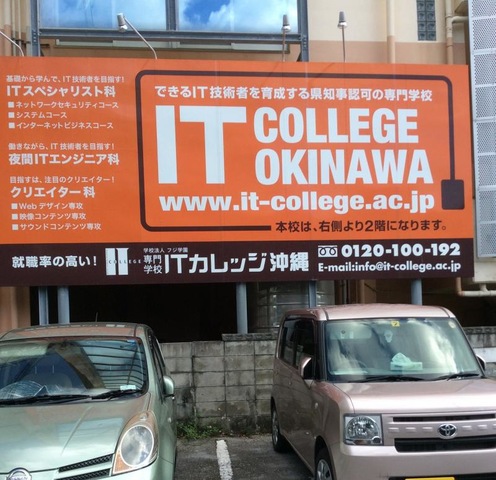 基礎から学んで、IT技術者を目指す!
ITスペシャリスト科
■ネットワークセキュリティコース
■システムコース
■インターネットビジネスコース
働きながら、IT技術者を目指す!
夜間ITエンジニア科
目指すは、注目のクリエイター!
クリエイター科
■Webデザイン専攻
■映像コンテンツ専攻
■サウンドコンテンツ専攻
できるIT技術者を育成する県知事認可の専門学校
IT COLLEGE
OKINAWA
www.it-college.ac.jp
本校は、右側より2階になります。
就職率の高い!
IT
COLLEGE
学校法人 フジ学園
専門学校 ITカレッジ沖縄
0120-100-192
E-mail:info@it-college.ac.jp